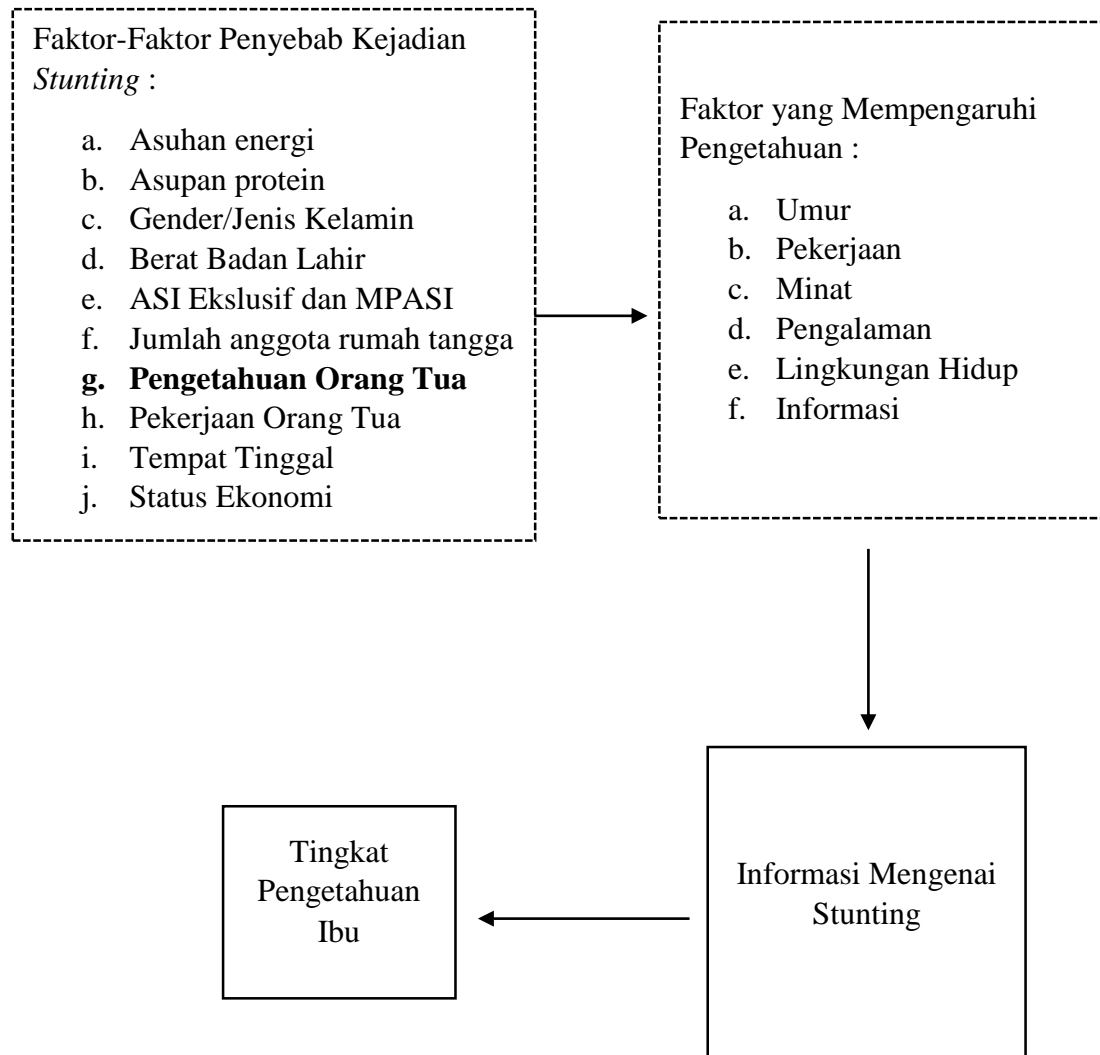 Faktor-Faktor Penyebab Kejadian
Stunting :
a. Asuhan energi
b. Asupan protein
c. Gender/Jenis Kelamin
d. Berat Badan Lahir
e. ASI Ekslusif dan MPASI
f. Jumlah anggota rumah tangga
g. Pengetahuan Orang Tua
h. Pekerjaan Orang Tua
i. Tempat Tinggal
j. Status Ekonomi
Faktor yang Mempengaruhi
Pengetahuan :
a. Umur
b. Pekerjaan
c. Minat
d. Pengalaman
e. Lingkungan Hidup
f. Informasi
Informasi Mengenai
Stunting
Tingkat
Pengetahuan
Ibu